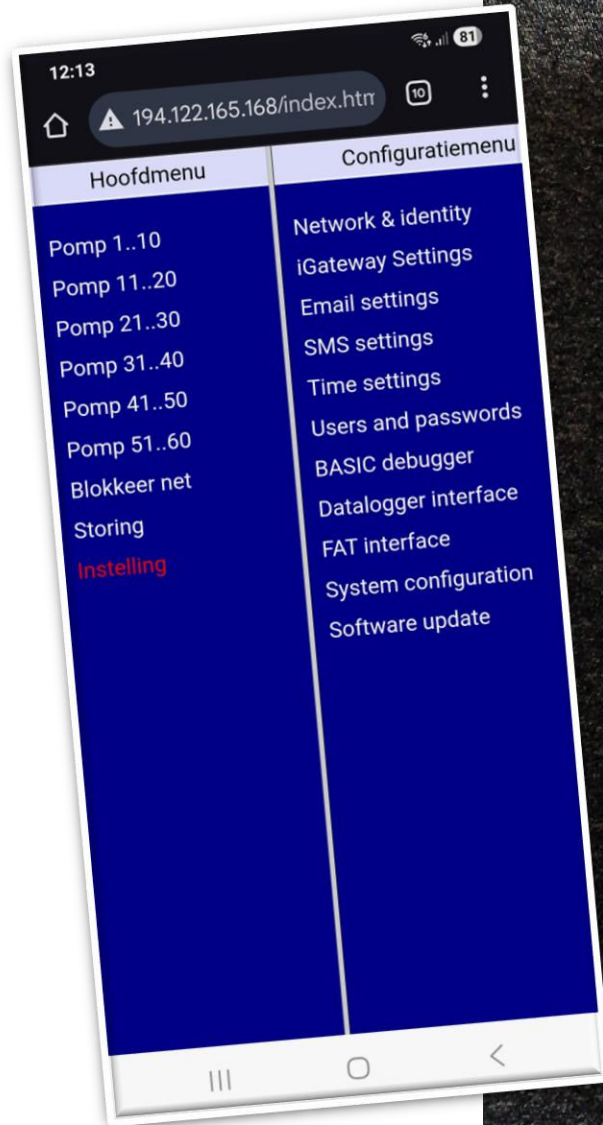 12:13
81
194.122.165.168/index.htm
10
Hoofdmenu
Configuratiemenu
Pomp 1..10
Pomp 11..20
Pomp 21..30
Pomp 31..40
Pomp 41..50
Pomp 51..60
Blokkeer net
Storing
Instelling
Network & identity
iGateway Settings
Email settings
SMS settings
Time settings
Users and passwords
BASIC debugger
Datalogger interface
FAT interface
System configuration
Software update